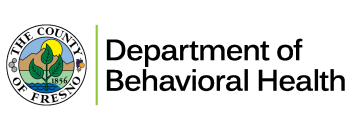 THE COUNTY
OF FRESNO
1856
Department of
Behavioral Health